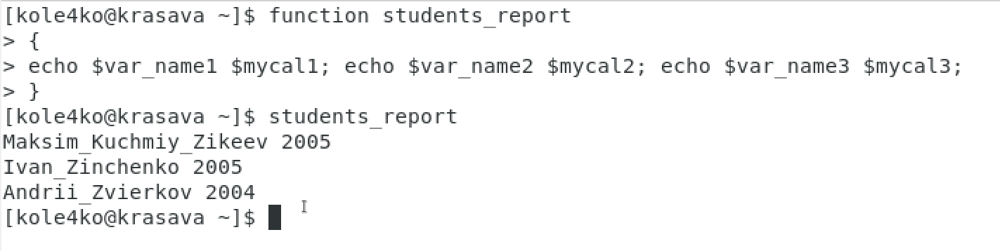 [kole4ko@krasava ~]$ function students_report
> {
> echo $var_name1 $mycal1; echo $var_name2 $mycal2; echo $var_name3 $mycal3;
> }
[kole4ko@krasava ~]$ students_report
Maksim_Kuchmiy_Zikeev 2005
Ivan_Zinchenko 2005
Andrii_Zvierkov 2004
[kole4ko@krasava ~]$